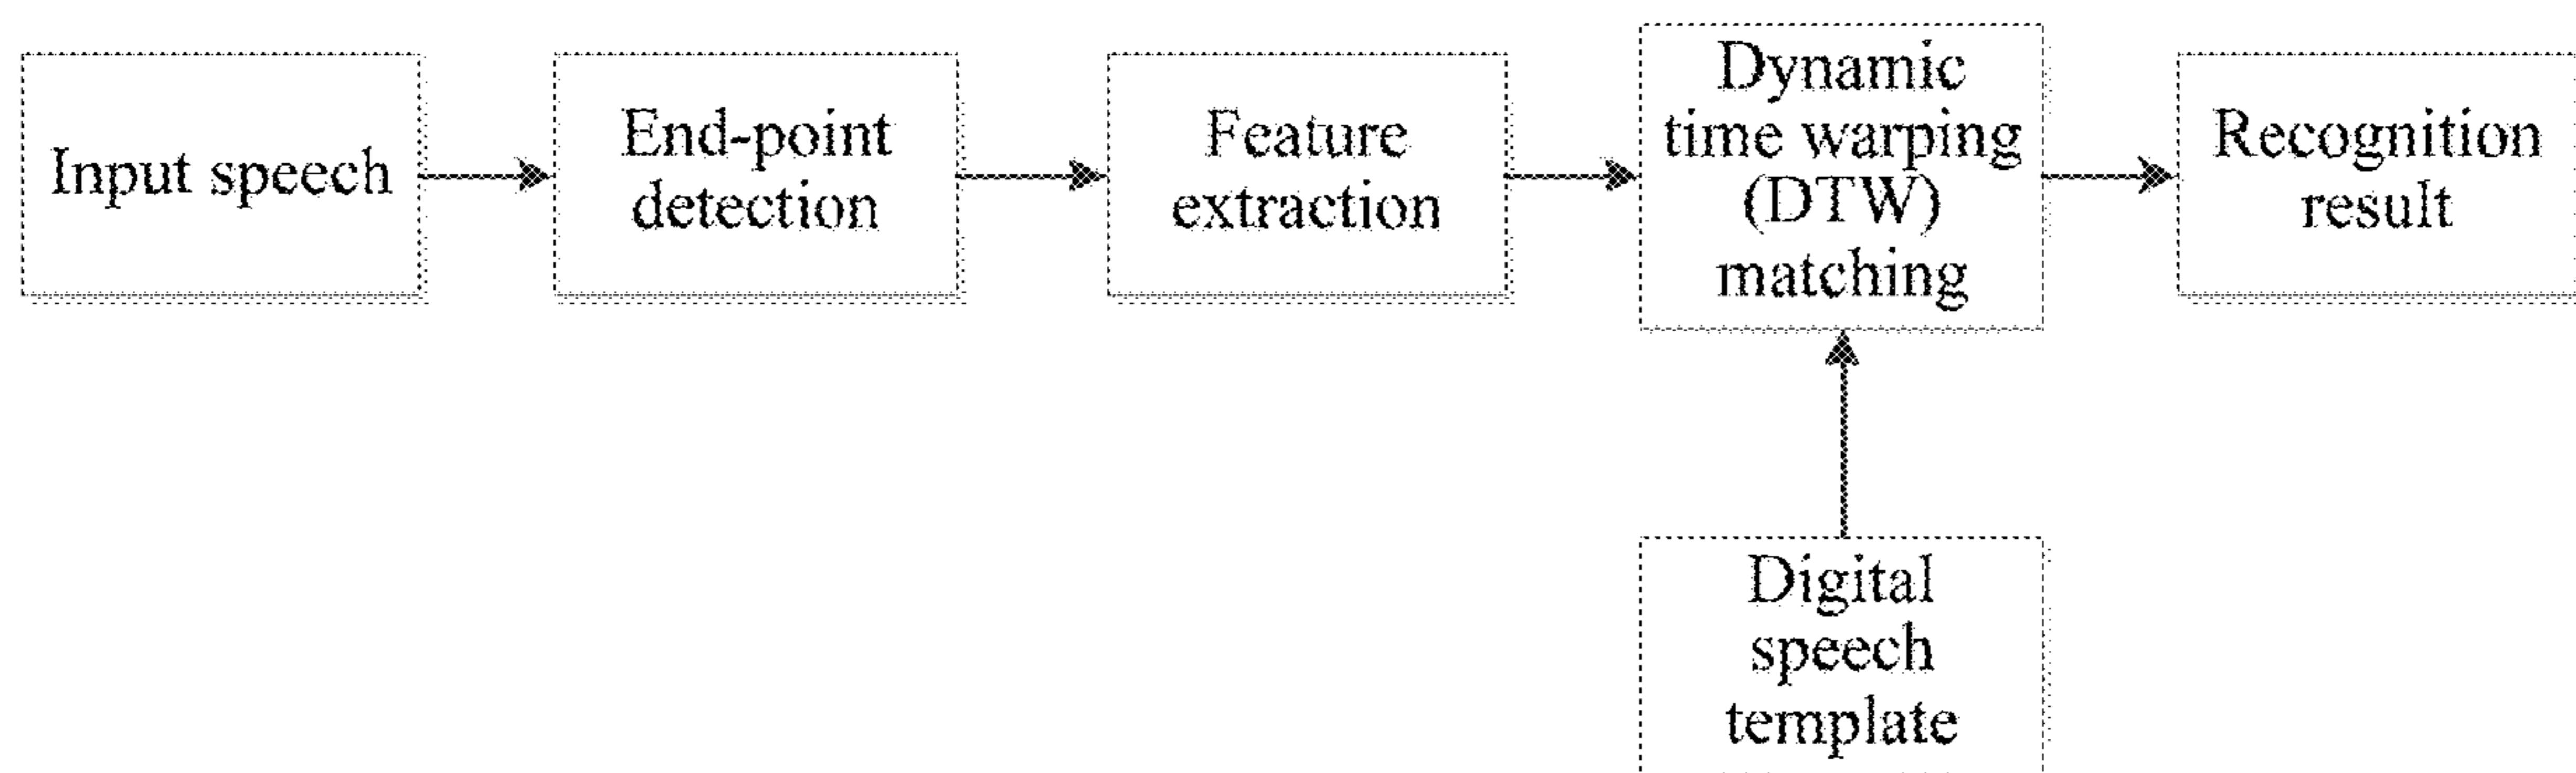 Input speech
End-point
detection
Feature
extraction
Dynamic
time warping
(DTW)
matching
Recognition
result
Digital
speech
template